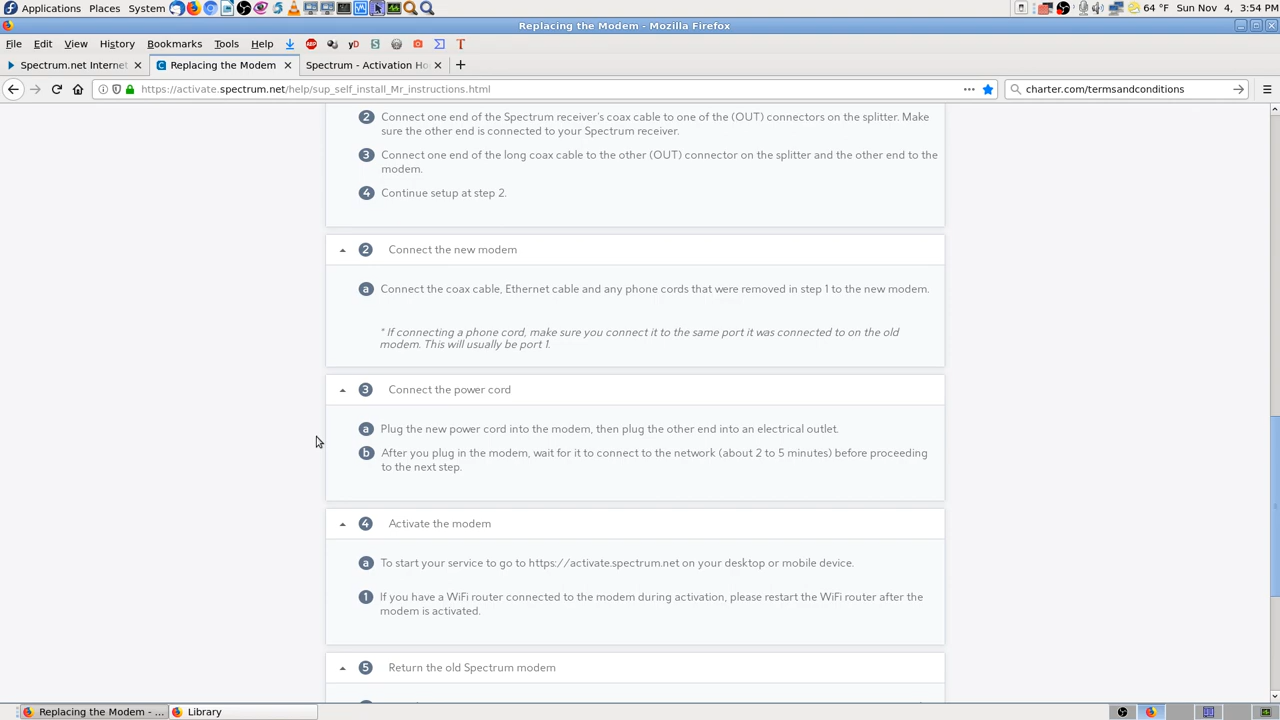 Applications Places System
64 °F Sun Nov 4, 3:54 PM
Replacing the Modem - Mozilla Firefox
File Edit View History Bookmarks Tools Help
Spectrum.net Internet
Replacing the Modem
Spectrum - Activation Ho
https://activate.spectrum.net/help/sup_self_install_Mr_instructions.html
charter.com/termsandconditions
2 Connect one end of the Spectrum receiver's coax cable to one of the (OUT) connectors on the splitter. Make
sure the other end is connected to your Spectrum receiver.
3 Connect one end of the long coax cable to the other (OUT) connector on the splitter and the other end to the
modem.
4 Continue setup at step 2.
2 Connect the new modem
a Connect the coax cable, Ethernet cable and any phone cords that were removed in step 1 to the new modem.
* If connecting a phone cord, make sure you connect it to the same port it was connected to on the old
modem. This will usually be port 1.
3 Connect the power cord
a Plug the new power cord into the modem, then plug the other end into an electrical outlet.
b After you plug in the modem, wait for it to connect to the network (about 2 to 5 minutes) before proceeding
to the next step.
4 Activate the modem
a To start your service to go to https://activate.spectrum.net on your desktop or mobile device.
1 If you have a WiFi router connected to the modem during activation, please restart the WiFi router after the
modem is activated.
5 Return the old Spectrum modem
Replacing the Modem - ...
Library